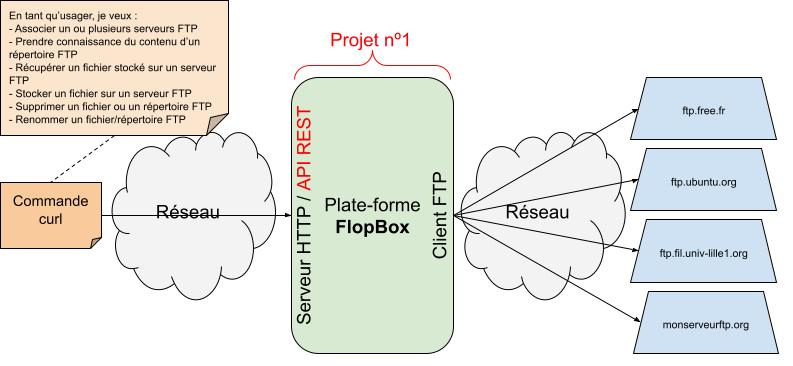 En tant qu'usager, je veux :
- Associer un ou plusieurs serveurs FTP
- Prendre connaissance du contenu d'un
répertoire FTP
- Récupérer un fichier stocké sur un serveur
FTP
- Stocker un fichier sur un serveur FTP
- Supprimer un fichier ou un répertoire FTP
- Renommer un fichier/répertoire FTP
Projet nº1
Commande
curl
Réseau
Serveur HTTP / API REST
Plate-forme
FlopBox
Client FTP
Réseau
ftp.free.fr
ftp.ubuntu.org
ftp.fil.univ-lille1.org
monserveurftp.org